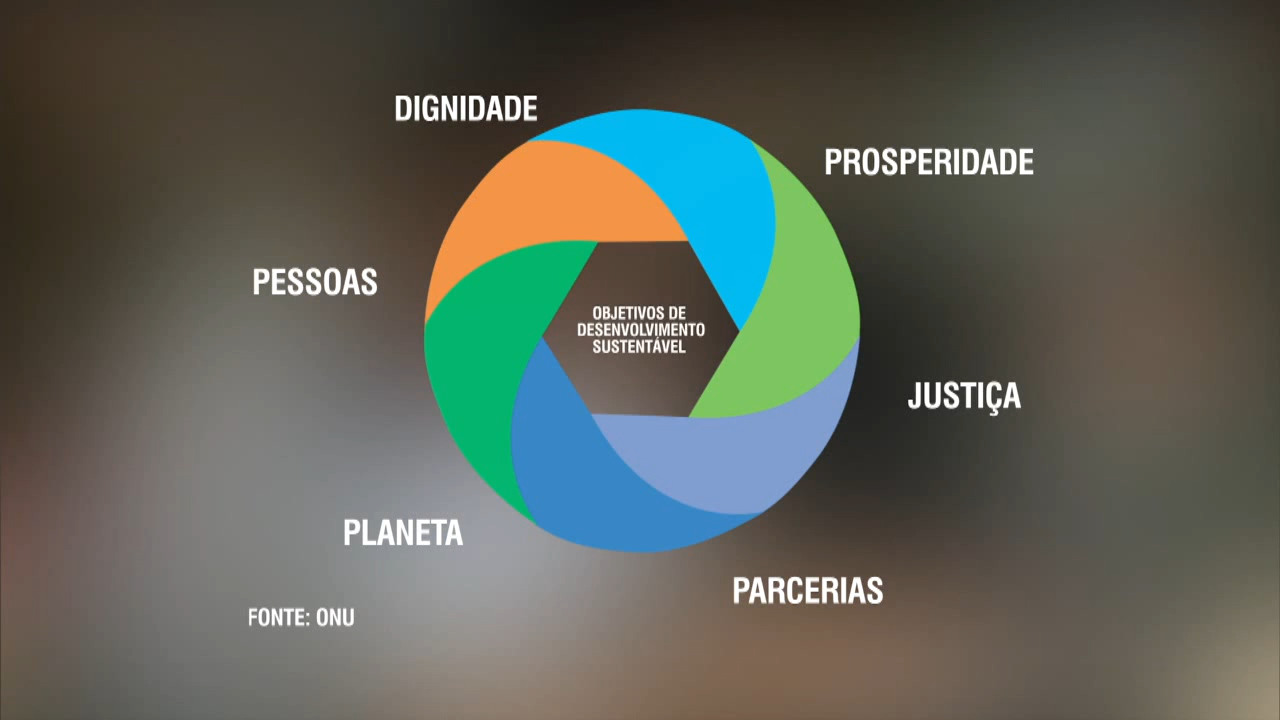 DIGNIDADE
PROSPERIDADE
PESSOAS
OBJETIVOS DE
DESENVOLVIMENTO
SUSTENTÁVEL
JUSTIÇA
PLANETA
PARCERIAS
FONTE: ONU